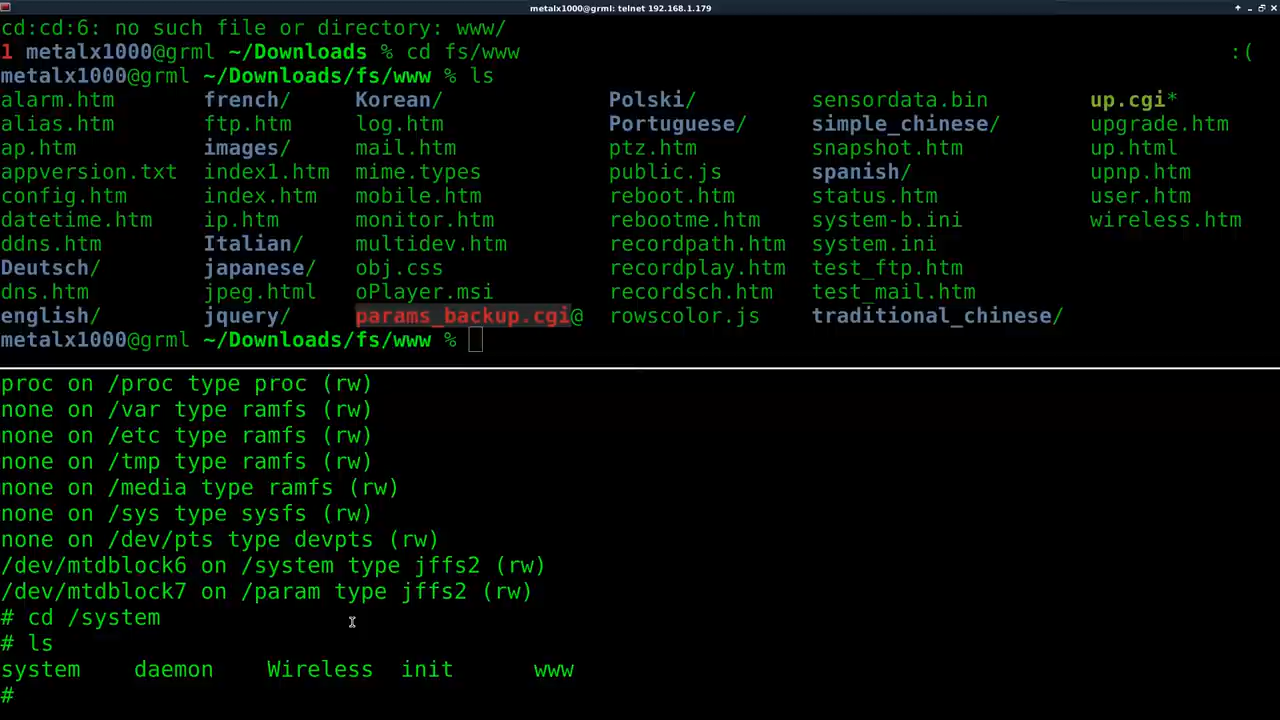 metalx1000@grml: telnet 192.168.1.179
cd:cd:6: no such file or directory: www/
1 metalx1000@grml ~/Downloads % cd fs/www :(
metalx1000@grml ~/Downloads/fs/www % ls
alarm.htm french/ Korean/ Polski/ sensordata.bin up.cgi*
alias.htm ftp.htm log.htm Portuguese/ simple_chinese/ upgrade.htm
ap.htm images/ mail.htm ptz.htm snapshot.htm up.html
appversion.txt index1.htm mime.types public.js spanish/ upnp.htm
config.htm index.htm mobile.htm reboot.htm status.htm user.htm
datetime.htm ip.htm monitor.htm rebootme.htm system-b.ini wireless.htm
ddns.htm Italian/ multidev.htm recordpath.htm system.ini
Deutsch/ japanese/ obj.css recordplay.htm test_ftp.htm
dns.htm jpeg.html oPlayer.msi recordsch.htm test_mail.htm
english/ jquery/ params_backup.cgi@ rowscolor.js traditional_chinese/
metalx1000@grml ~/Downloads/fs/www %
proc on /proc type proc (rw)
none on /var type ramfs (rw)
none on /etc type ramfs (rw)
none on /tmp type ramfs (rw)
none on /media type ramfs (rw)
none on /sys type sysfs (rw)
none on /dev/pts type devpts (rw)
/dev/mtdblock6 on /system type jffs2 (rw)
/dev/mtdblock7 on /param type jffs2 (rw)
# cd /system
# ls
system daemon Wireless init www
#